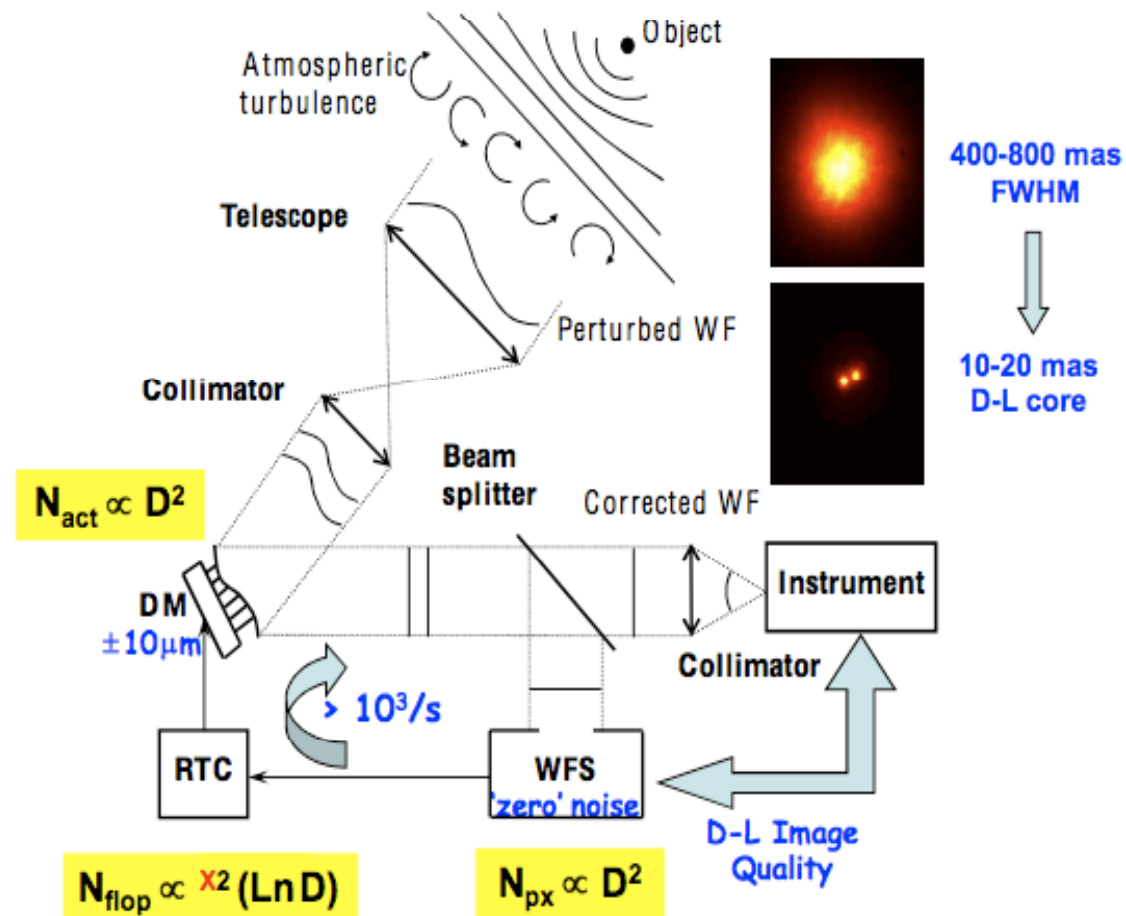 Object
Atmospheric
turbulence
400-800 mas
FWHM
Telescope
Perturbed WF
10-20 mas
D-L core
Collimator
Beam
splitter
Corrected WF
N_act ∝ D²
DM
±10μm
Instrument
Collimator
> 10³/s
RTC
WFS
'zero' noise
D-L Image
Quality
N_flop ∝ ˣ² (Ln D)
N_px ∝ D²